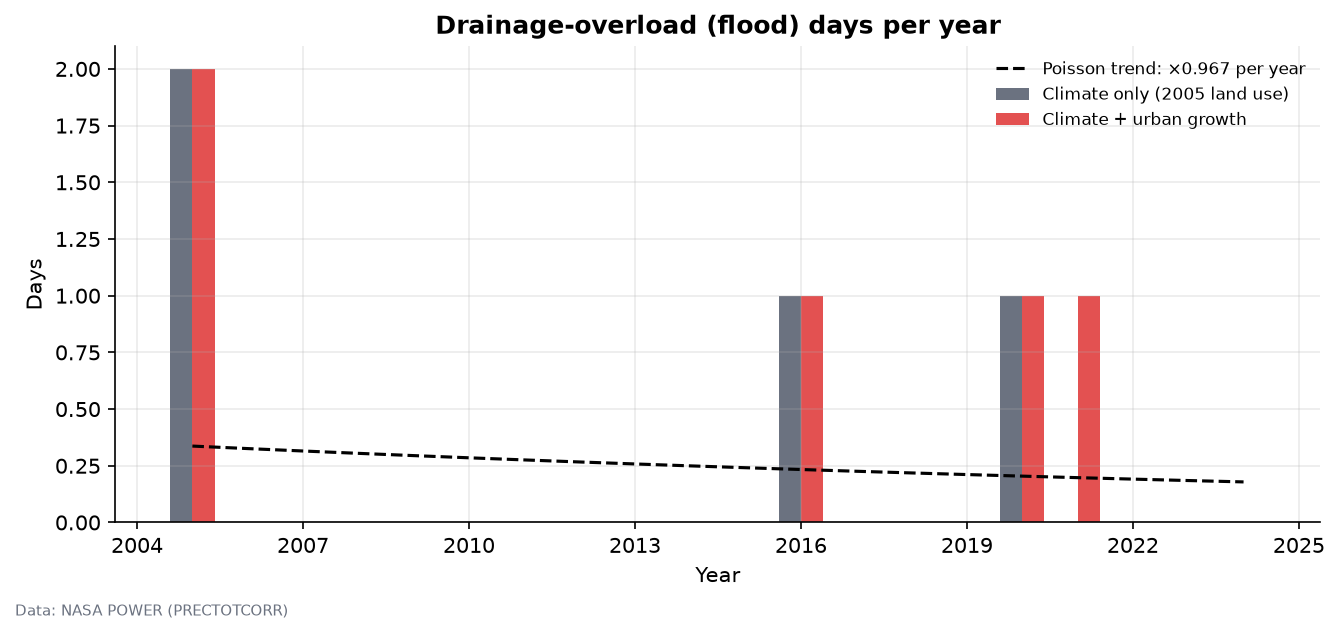 Drainage-overload (flood) days per year
Poisson trend: ×0.967 per year
Climate only (2005 land use)
Climate + urban growth
2.00
1.75
1.50
1.25
1.00
0.75
0.50
0.25
0.00
Days
2004 2007 2010 2013 2016 2019 2022 2025
Year
Data: NASA POWER (PRECTOTCORR)